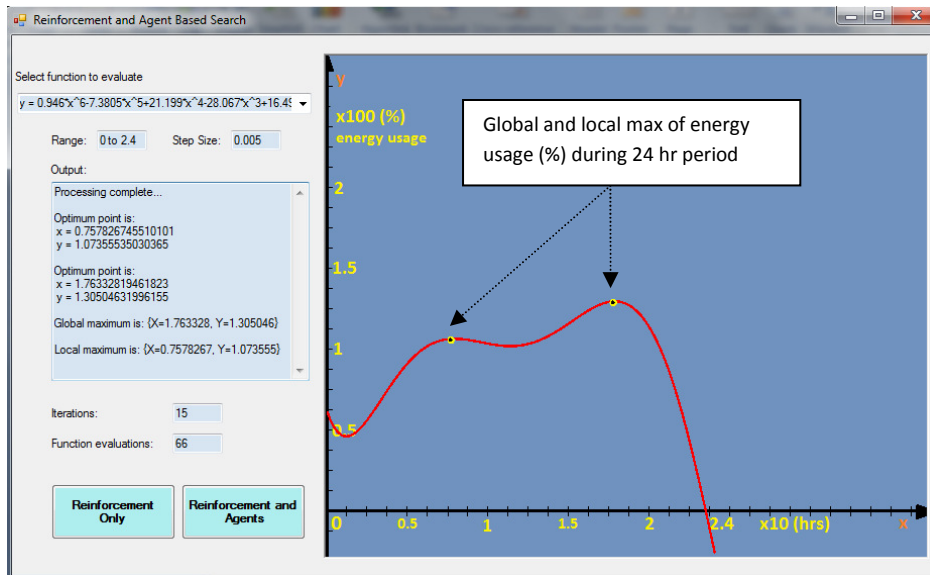 Reinforcement and Agent Based Search
Select function to evaluate
y = 0.946*x^6-7.3805*x^5+21.199*x^4-28.067*x^3+16.49
Range: 0 to 2.4 Step Size: 0.005
Output:
Processing complete...
Optimum point is:
x = 0.757826745510101
y = 1.07355535030365
Optimum point is:
x = 1.76332819461823
y = 1.30504631996155
Global maximum is: {X=1.763328, Y=1.305046}
Local maximum is: {X=0.7578267, Y=1.073555}
Iterations: 15
Function evaluations: 66
Reinforcement
Only
Reinforcement and
Agents
y
x100 (%)
energy usage
Global and local max of energy
usage (%) during 24 hr period
2
1.5
1
0.5
0 0.5 1 1.5 2 2.4 x10 (hrs) x